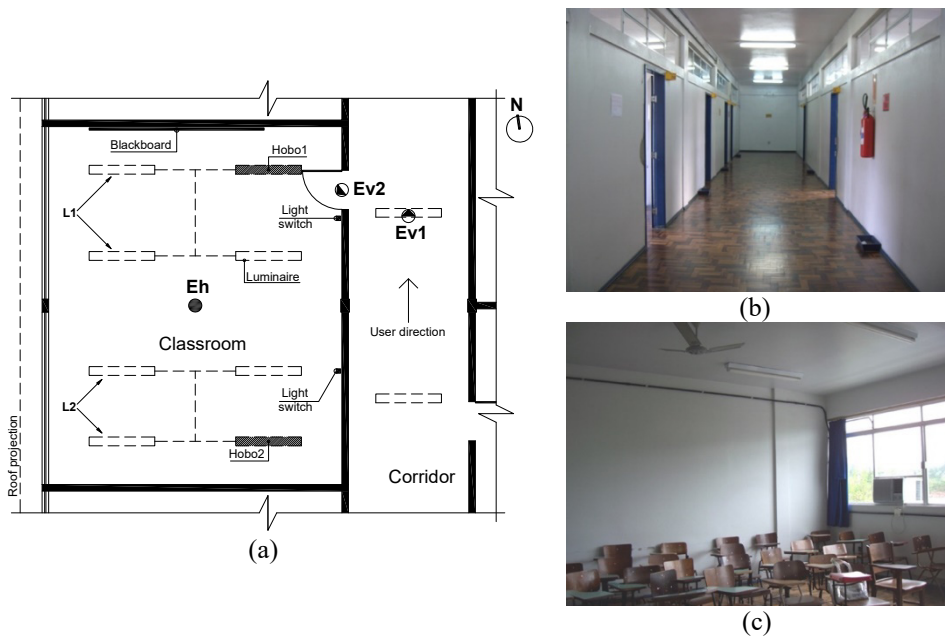 N
Blackboard
Hobo1
L1
Ev2
Light
switch
Ev1
Luminaire
Eh
User direction
Classroom
Light
switch
L2
Hobo2
Roof projection
Corridor
(a)
(b)
(c)